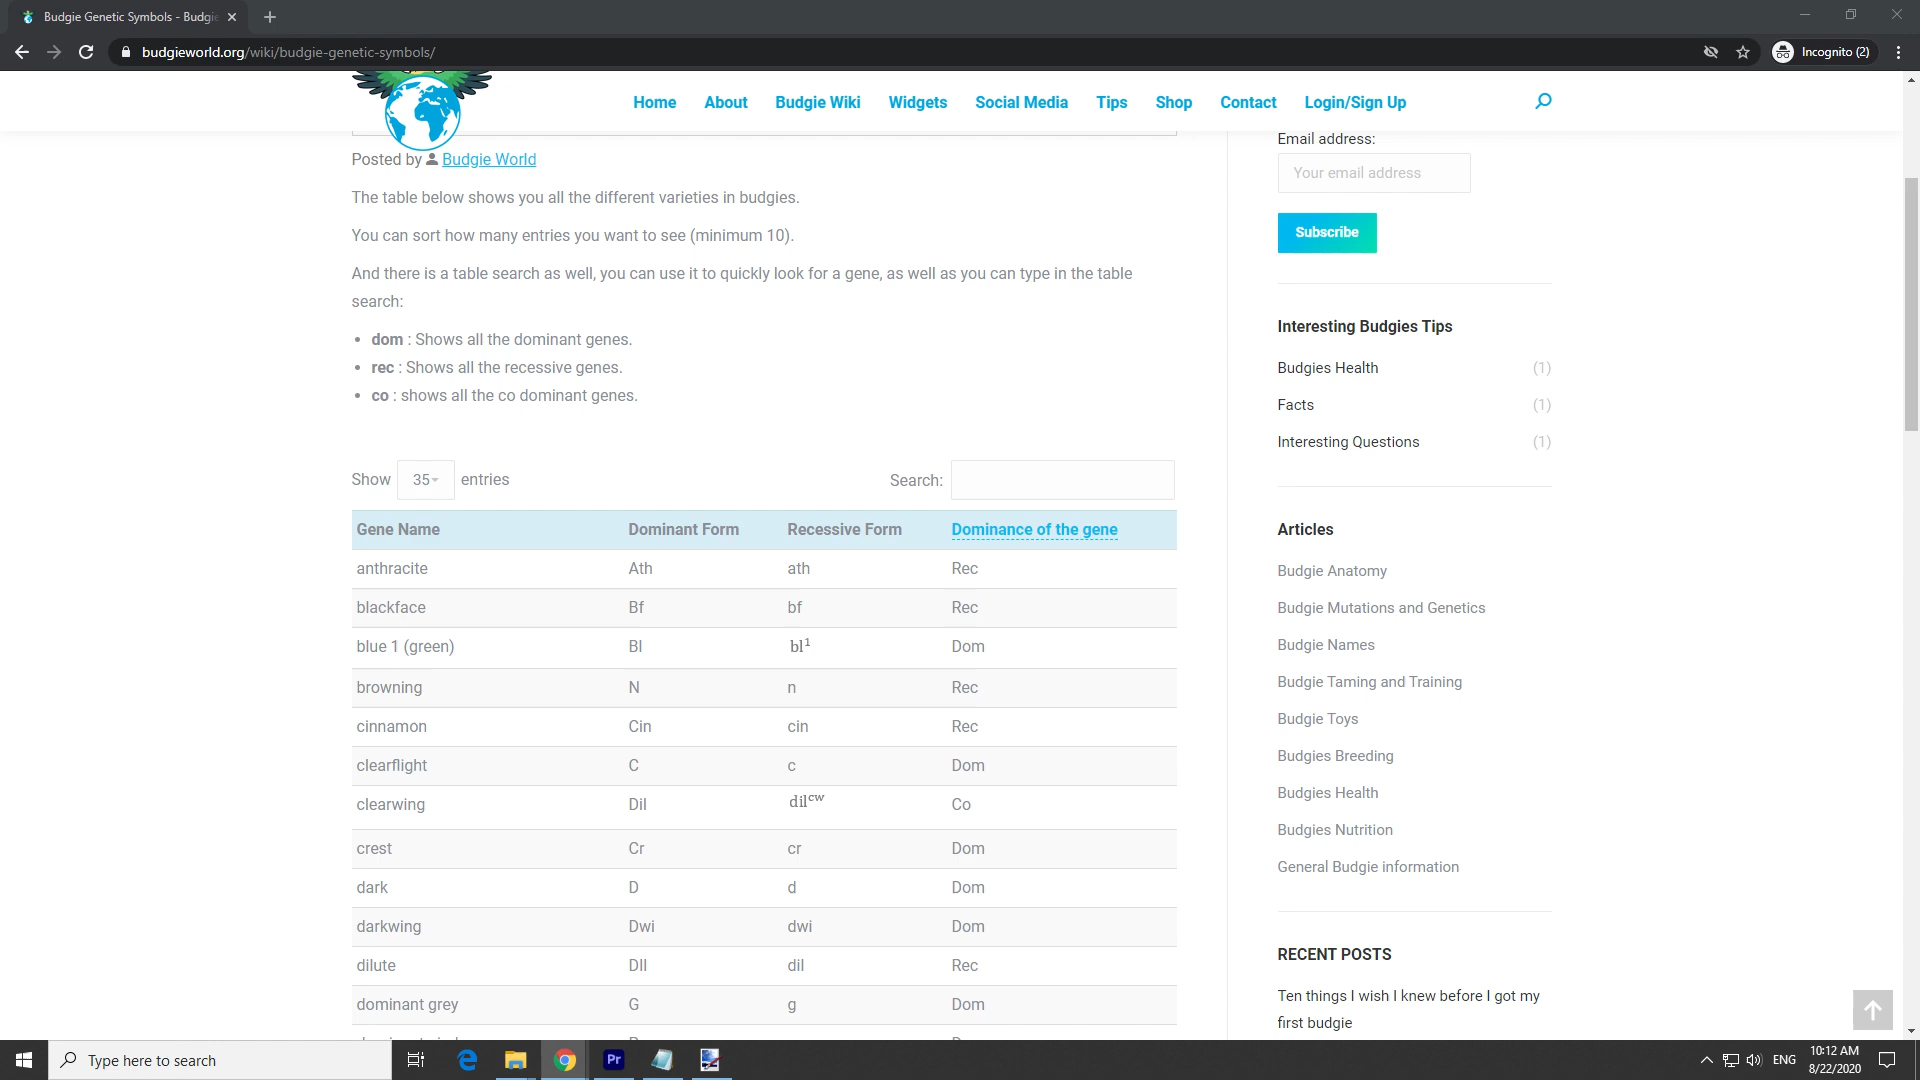 Budgie Genetic Symbols - Budgie
budgieworld.org/wiki/budgie-genetic-symbols/
Incognito (2)
Home About Budgie Wiki Widgets Social Media Tips Shop Contact Login/Sign Up
Posted by Budgie World
The table below shows you all the different varieties in budgies.
You can sort how many entries you want to see (minimum 10).
And there is a table search as well, you can use it to quickly look for a gene, as well as you can type in the table
search:
• dom : Shows all the dominant genes.
• rec : Shows all the recessive genes.
• co : shows all the co dominant genes.
Show 35 entries Search:
Gene Name Dominant Form Recessive Form Dominance of the gene
anthracite Ath ath Rec
blackface Bf bf Rec
blue 1 (green) Bl bl¹ Dom
browning N n Rec
cinnamon Cin cin Rec
clearflight C c Dom
clearwing Dil dilᶜʷ Co
crest Cr cr Dom
dark D d Dom
darkwing Dwi dwi Dom
dilute DIl dil Rec
dominant grey G g Dom
Email address:
Your email address
Subscribe
Interesting Budgies Tips
Budgies Health (1)
Facts (1)
Interesting Questions (1)
Articles
Budgie Anatomy
Budgie Mutations and Genetics
Budgie Names
Budgie Taming and Training
Budgie Toys
Budgies Breeding
Budgies Health
Budgies Nutrition
General Budgie information
RECENT POSTS
Ten things I wish I knew before I got my
first budgie
Type here to search
Pr
ENG
10:12 AM
8/22/2020